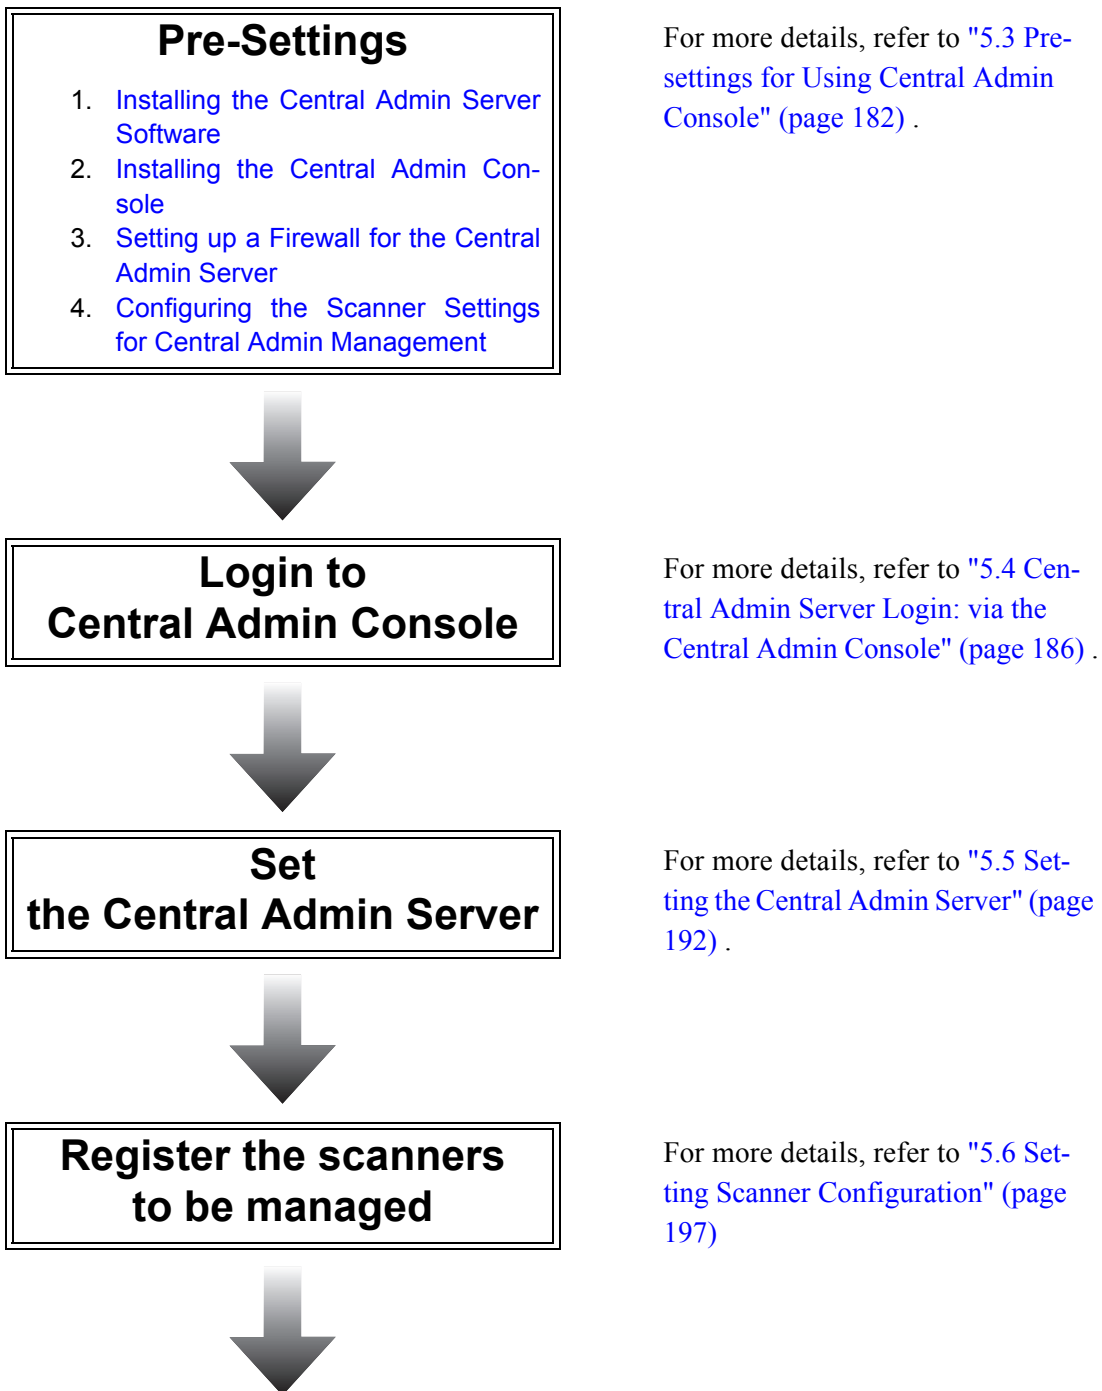 Pre-Settings
1. Installing the Central Admin Server
Software
2. Installing the Central Admin Con-
sole
3. Setting up a Firewall for the Central
Admin Server
4. Configuring the Scanner Settings
for Central Admin Management
For more details, refer to "5.3 Pre-
settings for Using Central Admin
Console" (page 182) .
Login to
Central Admin Console
For more details, refer to "5.4 Cen-
tral Admin Server Login: via the
Central Admin Console" (page 186) .
Set
the Central Admin Server
For more details, refer to "5.5 Set-
ting the Central Admin Server" (page
192) .
Register the scanners
to be managed
For more details, refer to "5.6 Set-
ting Scanner Configuration" (page
197)